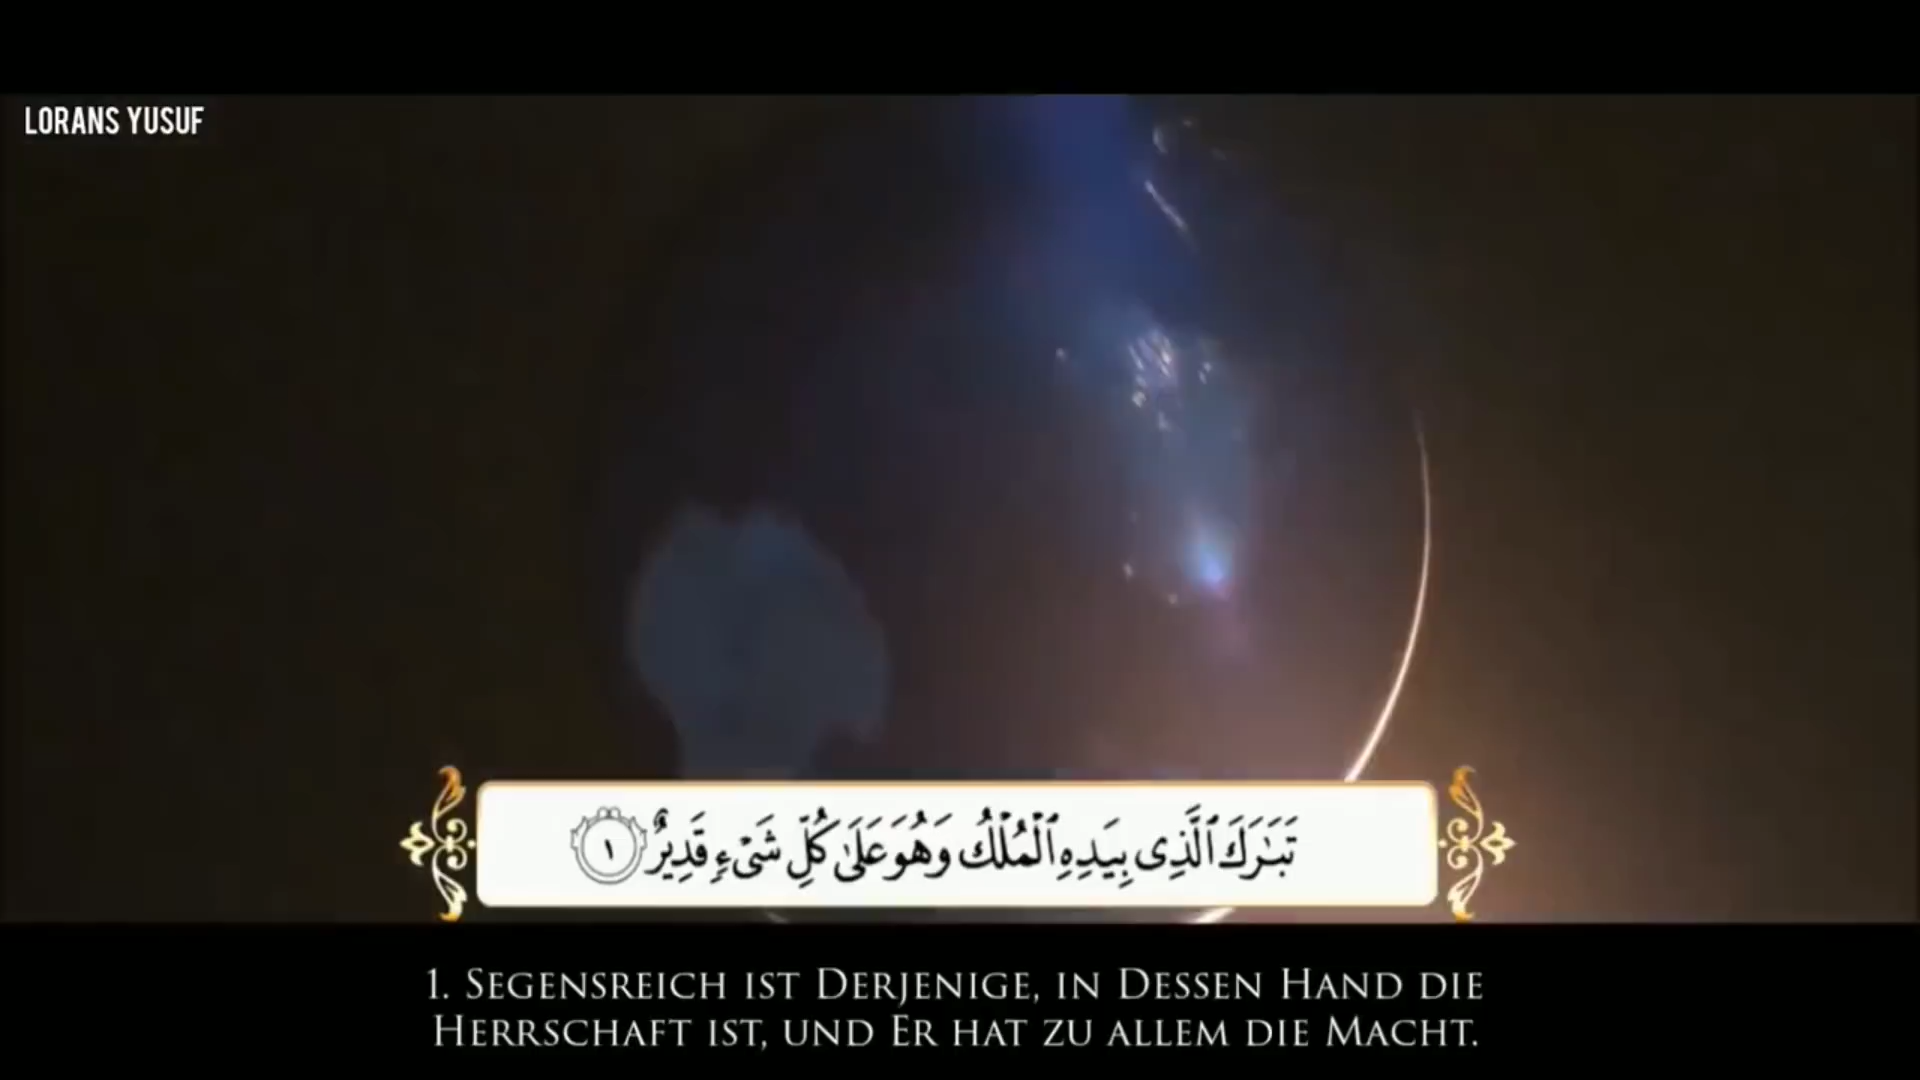 LORANS YUSUF
تَبَٰرَكَ ٱلَّذِى بِيَدِهِ ٱلْمُلْكُ وَهُوَ عَلَىٰ كُلِّ شَىْءٍ قَدِيرٌ ١
1. SEGENSREICH IST DERJENIGE, IN DESSEN HAND DIE
HERRSCHAFT IST, UND ER HAT ZU ALLEM DIE MACHT.